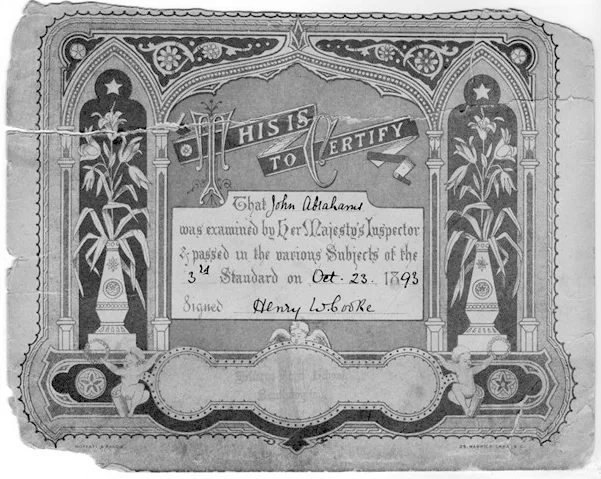 THIS IS
TO CERTIFY
That John Abrahams
was examined by Her Majesty's Inspector
& passed in the various Subjects of the
3rd Standard on Oct. 23. 1893
Signed Henry W. Cooke